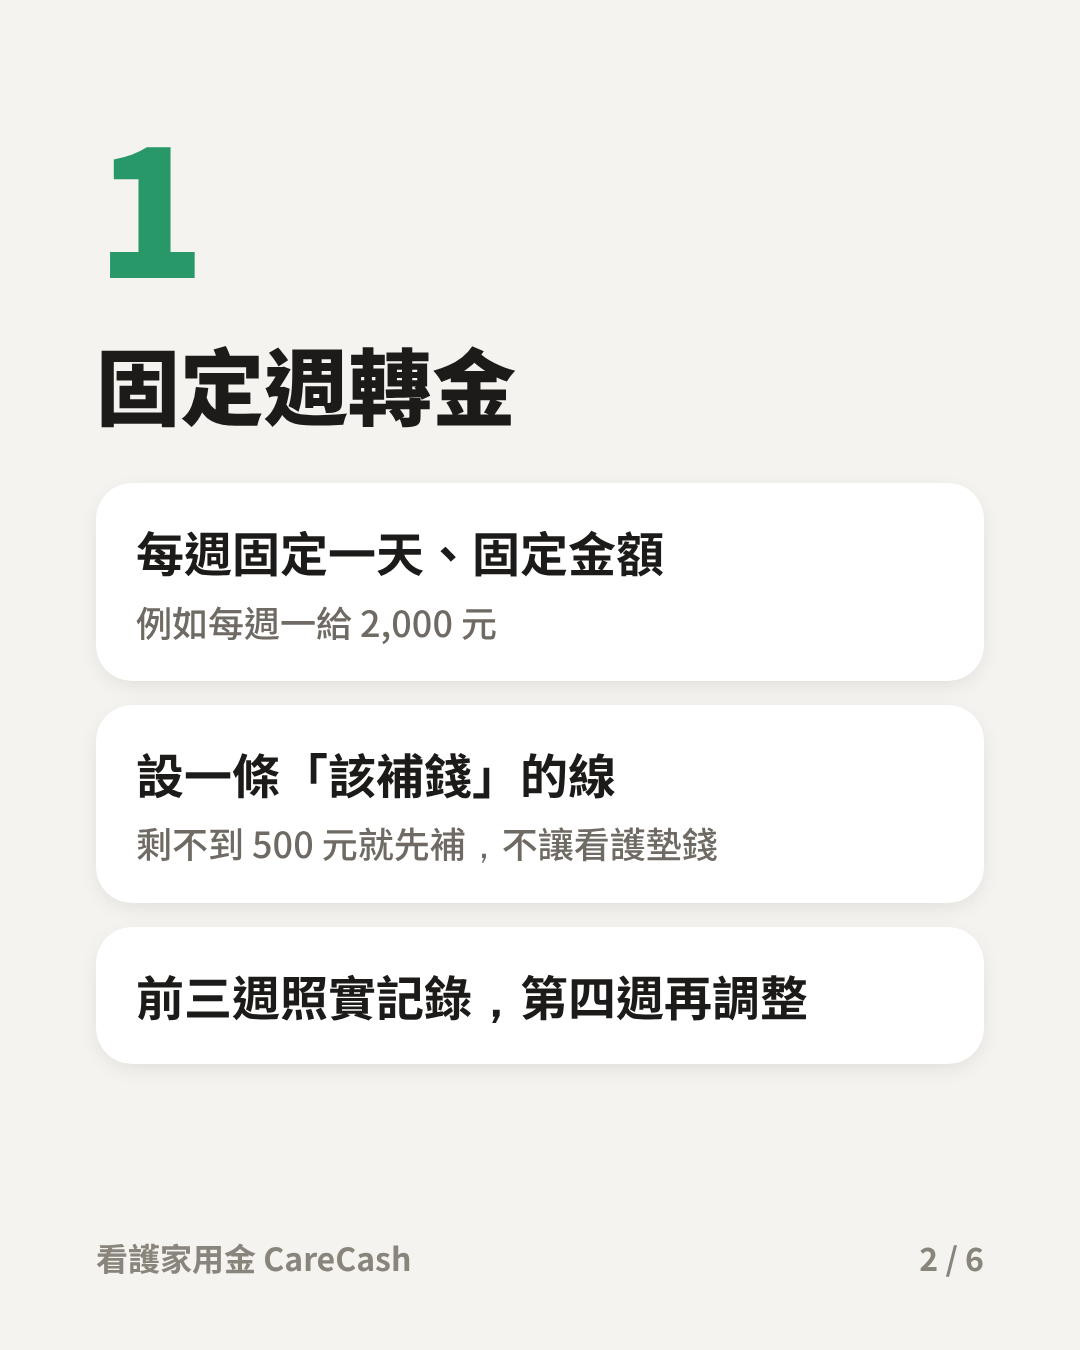 1
固定週轉金
每週固定一天、固定金額
例如每週一給 2,000 元
設一條「該補錢」的線
剩不到 500 元就先補，不讓看護墊錢
前三週照實記錄，第四週再調整
看護家用金 CareCash
2 / 6